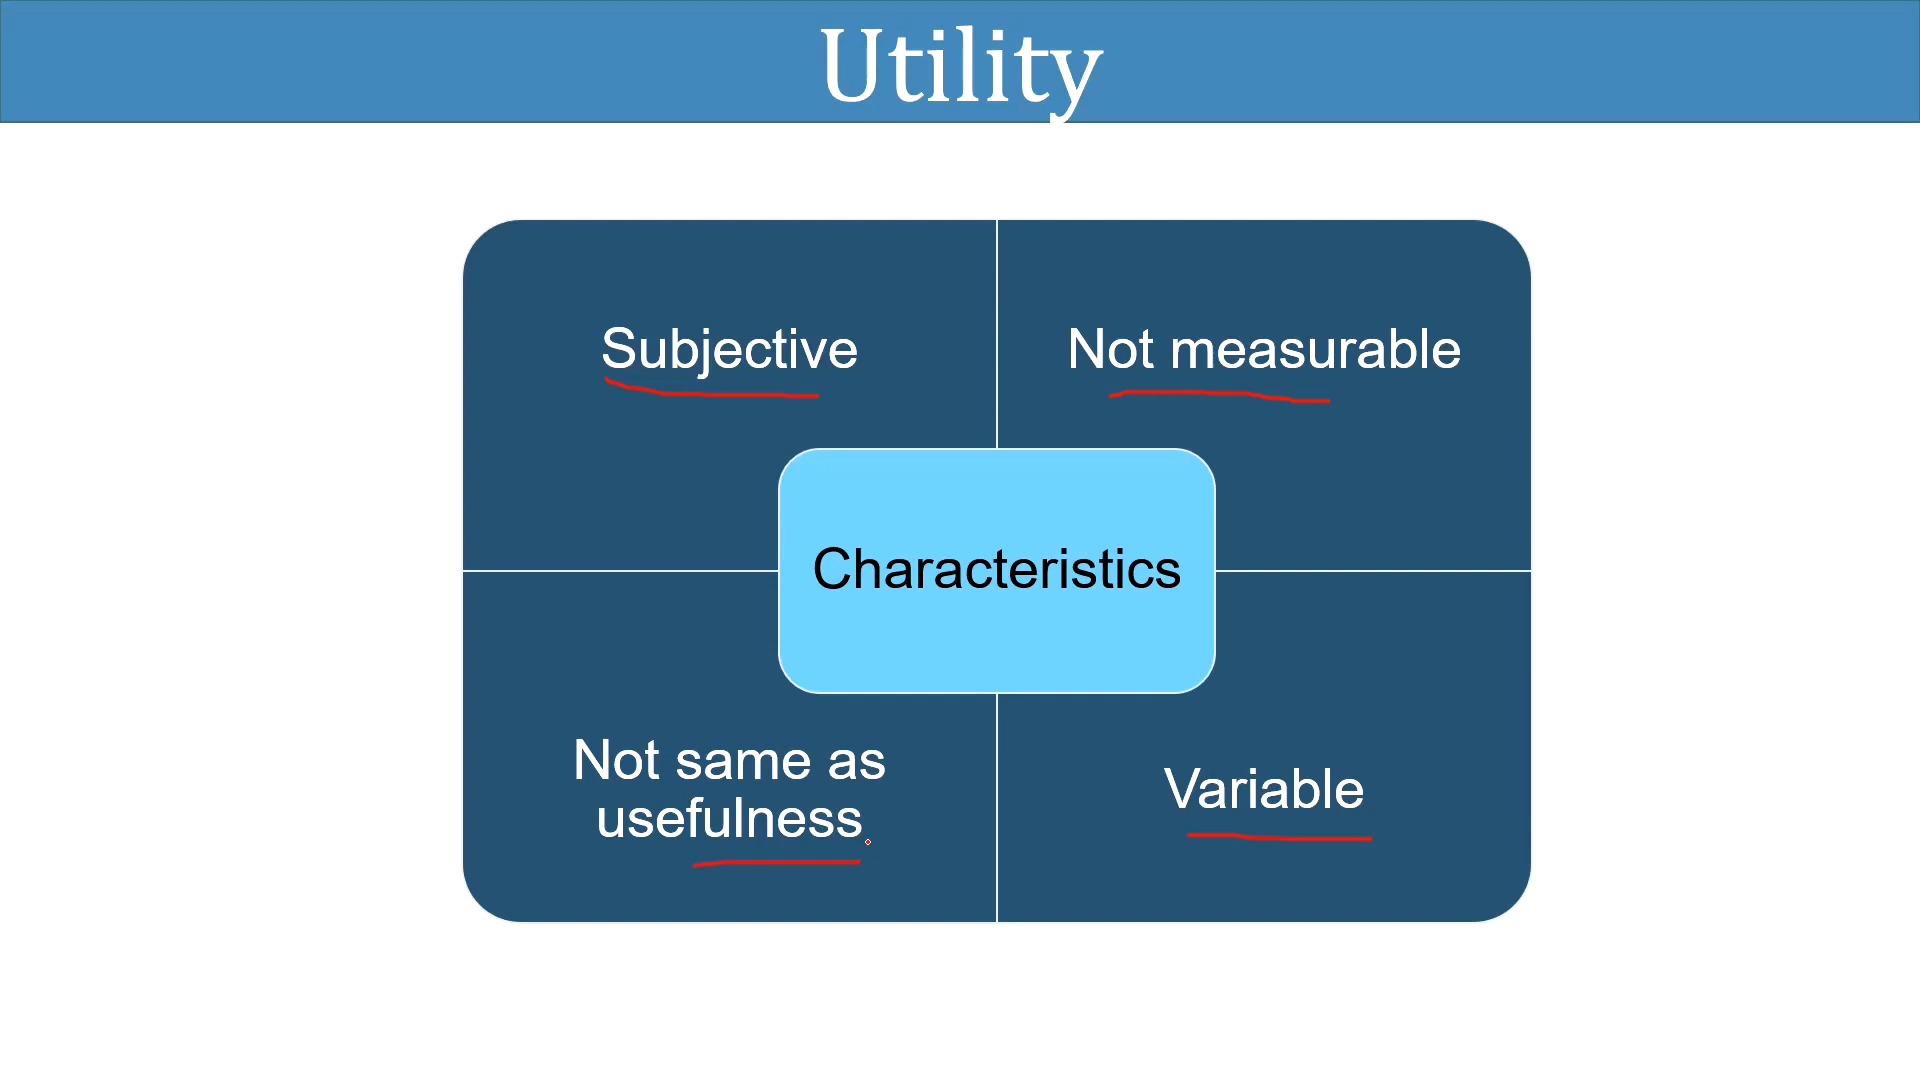 Utility
Subjective
Not measurable
Characteristics
Not same as
usefulness
Variable